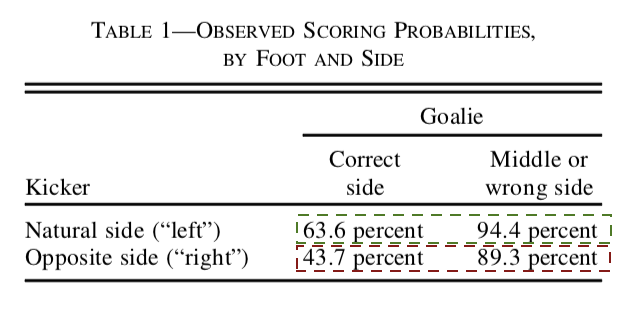 TABLE 1—OBSERVED SCORING PROBABILITIES,
BY FOOT AND SIDE
Goalie
Correct Middle or
Kicker side wrong side
Natural side (“left”) 63.6 percent 94.4 percent
Opposite side (“right”) 43.7 percent 89.3 percent